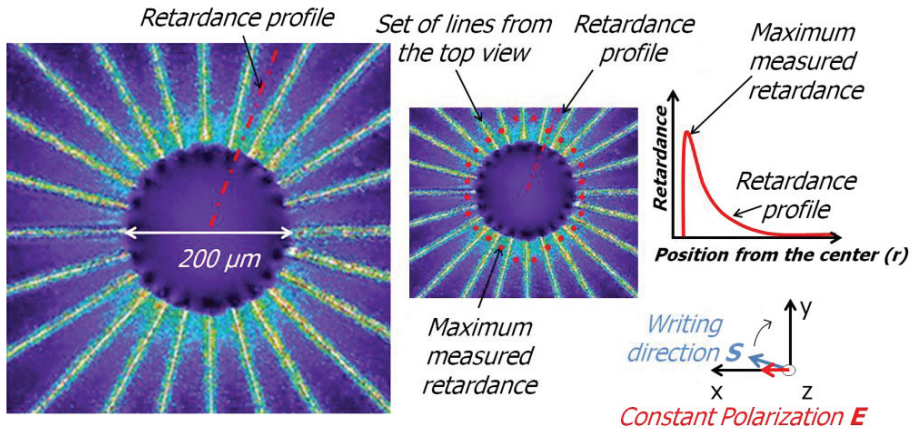 Retardance profile
200 μm
Set of lines from
the top view
Retardance
profile
Maximum
measured
retardance
Maximum
measured
retardance
Retardance
Retardance
profile
Position from the center (r)
Writing
direction S
y
x
z
Constant Polarization E